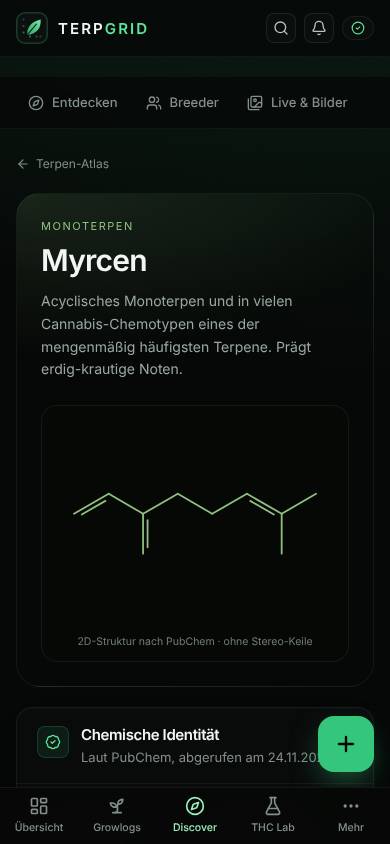 TERPGRID
Entdecken Breeder Live & Bilder
Terpen-Atlas
MONOTERPEN
Myrcen
Acyclisches Monoterpen und in vielen
Cannabis-Chemotypen eines der
mengenmäßig häufigsten Terpene. Prägt
erdig-krautige Noten.
2D-Struktur nach PubChem · ohne Stereo-Keile
Chemische Identität
Laut PubChem, abgerufen am 24.11.20
Übersicht Growlogs Discover THC Lab Mehr